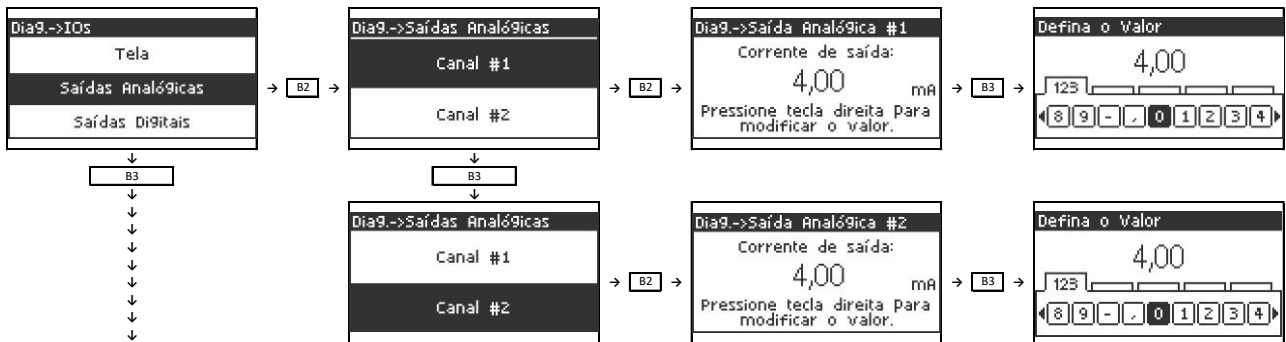 Diag.->IOs
Tela
Saídas Analógicas
Saídas Digitais
B2
Diag.->Saídas Analógicas
Canal #1
Canal #2
B2
Diag.->Saída Analógica #1
Corrente de saída:
4,00 mA
Pressione tecla direita para
modificar o valor.
B3
Defina o Valor
4,00
123
8 9 - , 0 1 2 3 4
B3
B3
Diag.->Saídas Analógicas
Canal #1
Canal #2
B2
Diag.->Saída Analógica #2
Corrente de saída:
4,00 mA
Pressione tecla direita para
modificar o valor.
B3
Defina o Valor
4,00
123
8 9 - , 0 1 2 3 4